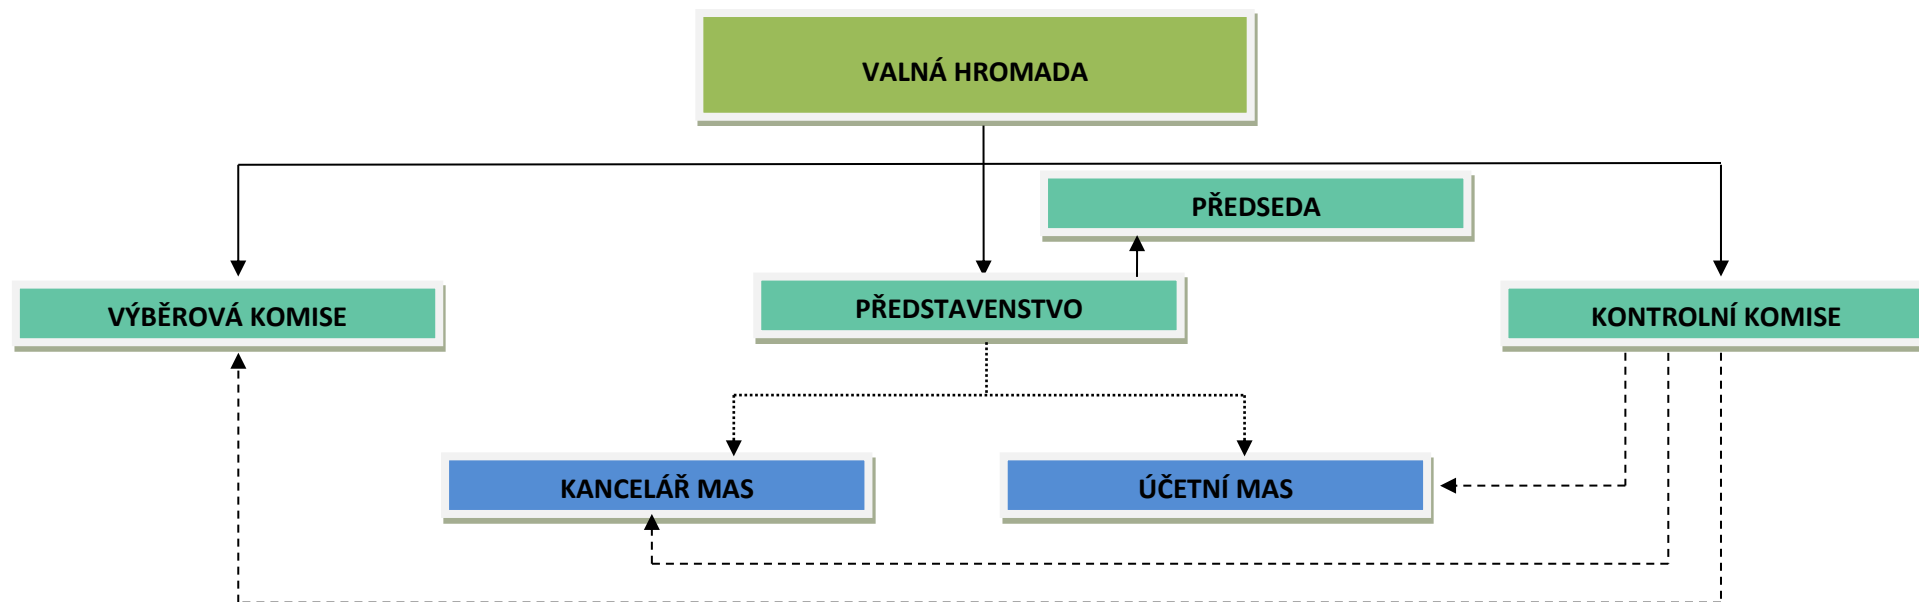 VALNÁ HROMADA
PŘEDSEDA
VÝBĚROVÁ KOMISE
PŘEDSTAVENSTVO
KONTROLNÍ KOMISE
KANCELÁŘ MAS
ÚČETNÍ MAS